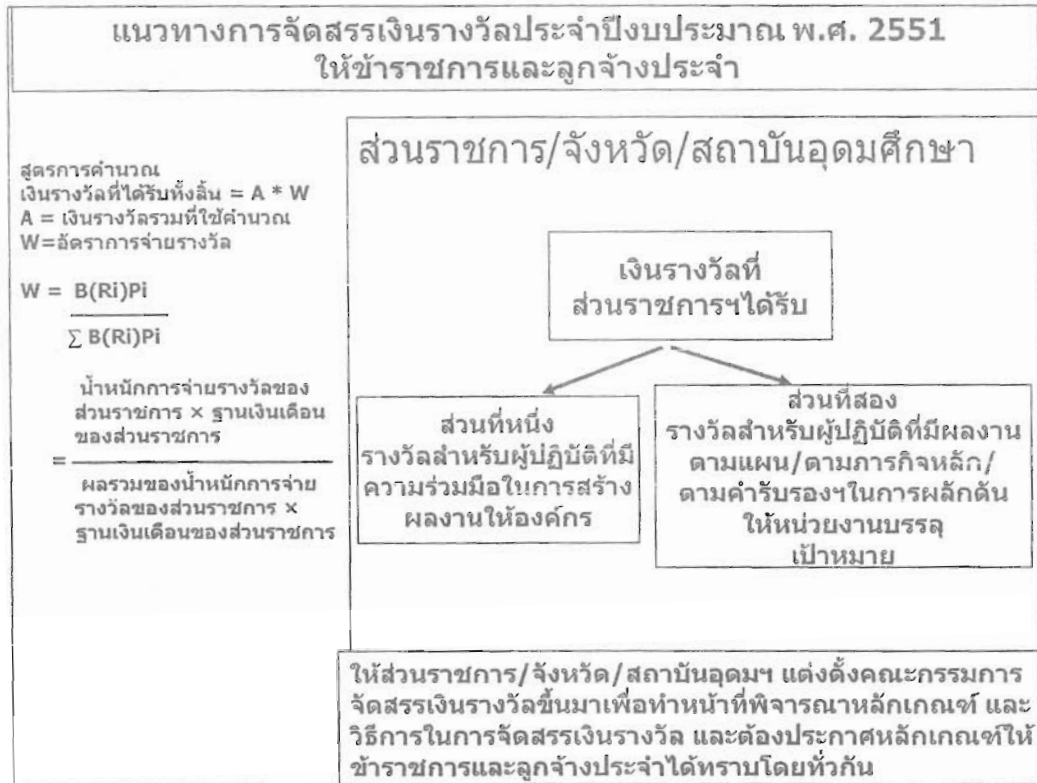 แนวทางการจัดสรรเงินรางวัลประจำปีงบประมาณ พ.ศ. 2551
ให้ข้าราชการและลูกจ้างประจำ
สูตรการคำนวณ
เงินรางวัลที่ได้รับทั้งสิ้น = A * W
A = เงินรางวัลรวมที่ใช้คำนวณ
W=อัตราการจ่ายรางวัล
W = B(Ri)Pi
∑ B(Ri)Pi
น้ำหนักการจ่ายรางวัลของ
ส่วนราชการ × ฐานเงินเดือน
ของส่วนราชการ
=
ผลรวมของน้ำหนักการจ่าย
รางวัลของส่วนราชการ ×
ฐานเงินเดือนของส่วนราชการ
ส่วนราชการ/จังหวัด/สถาบันอุดมศึกษา
เงินรางวัลที่
ส่วนราชการฯได้รับ
ส่วนที่หนึ่ง
รางวัลสำหรับผู้ปฏิบัติที่มี
ความร่วมมือในการสร้าง
ผลงานให้องค์กร
ส่วนที่สอง
รางวัลสำหรับผู้ปฏิบัติที่มีผลงาน
ตามแผน/ตามภารกิจหลัก/
ตามคำรับรองฯในการผลักดัน
ให้หน่วยงานบรรลุ
เป้าหมาย
ให้ส่วนราชการ/จังหวัด/สถาบันอุดมฯ แต่งตั้งคณะกรรมการ
จัดสรรเงินรางวัลขึ้นมาเพื่อทำหน้าที่พิจารณาหลักเกณฑ์ และ
วิธีการในการจัดสรรเงินรางวัล และต้องประกาศหลักเกณฑ์ให้
ข้าราชการและลูกจ้างประจำได้ทราบโดยทั่วกัน